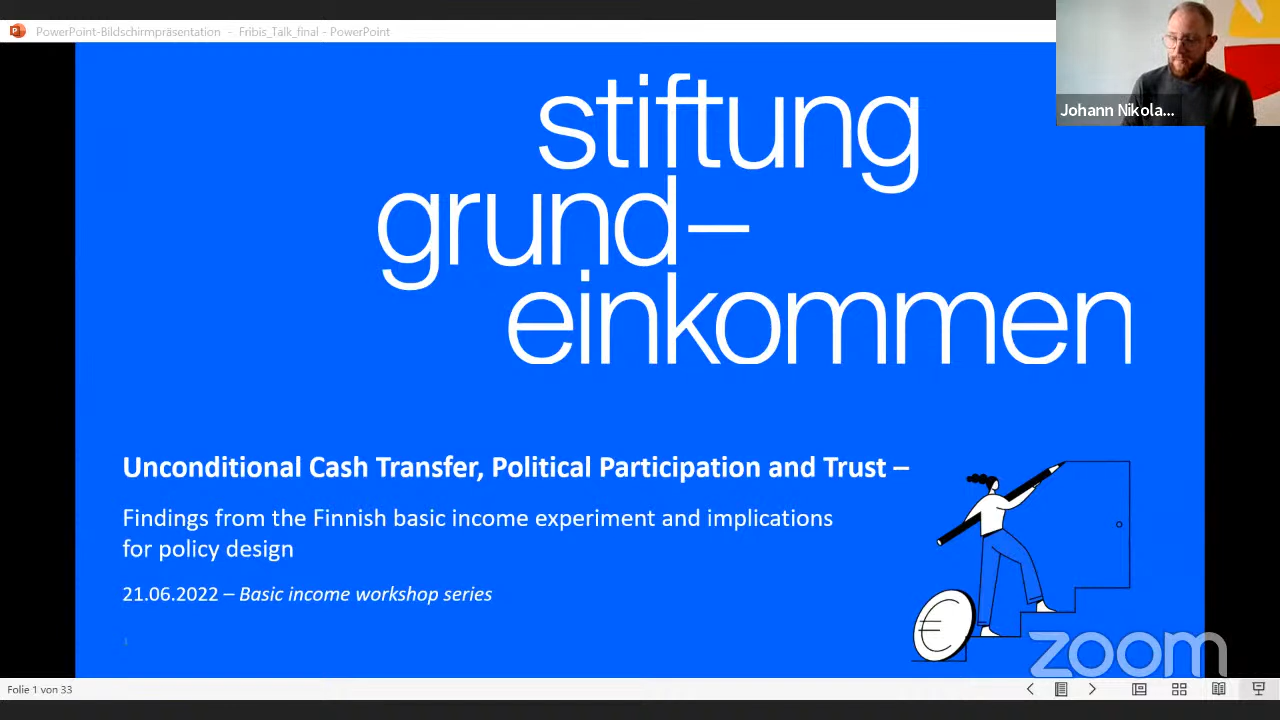 PowerPoint-Bildschirmpräsentation - Fribis_Talk_final - PowerPoint
Johann Nikola...
stiftung
grund–
einkommen
Unconditional Cash Transfer, Political Participation and Trust –
Findings from the Finnish basic income experiment and implications
for policy design
21.06.2022 – Basic income workshop series
zoom
Folie 1 von 33